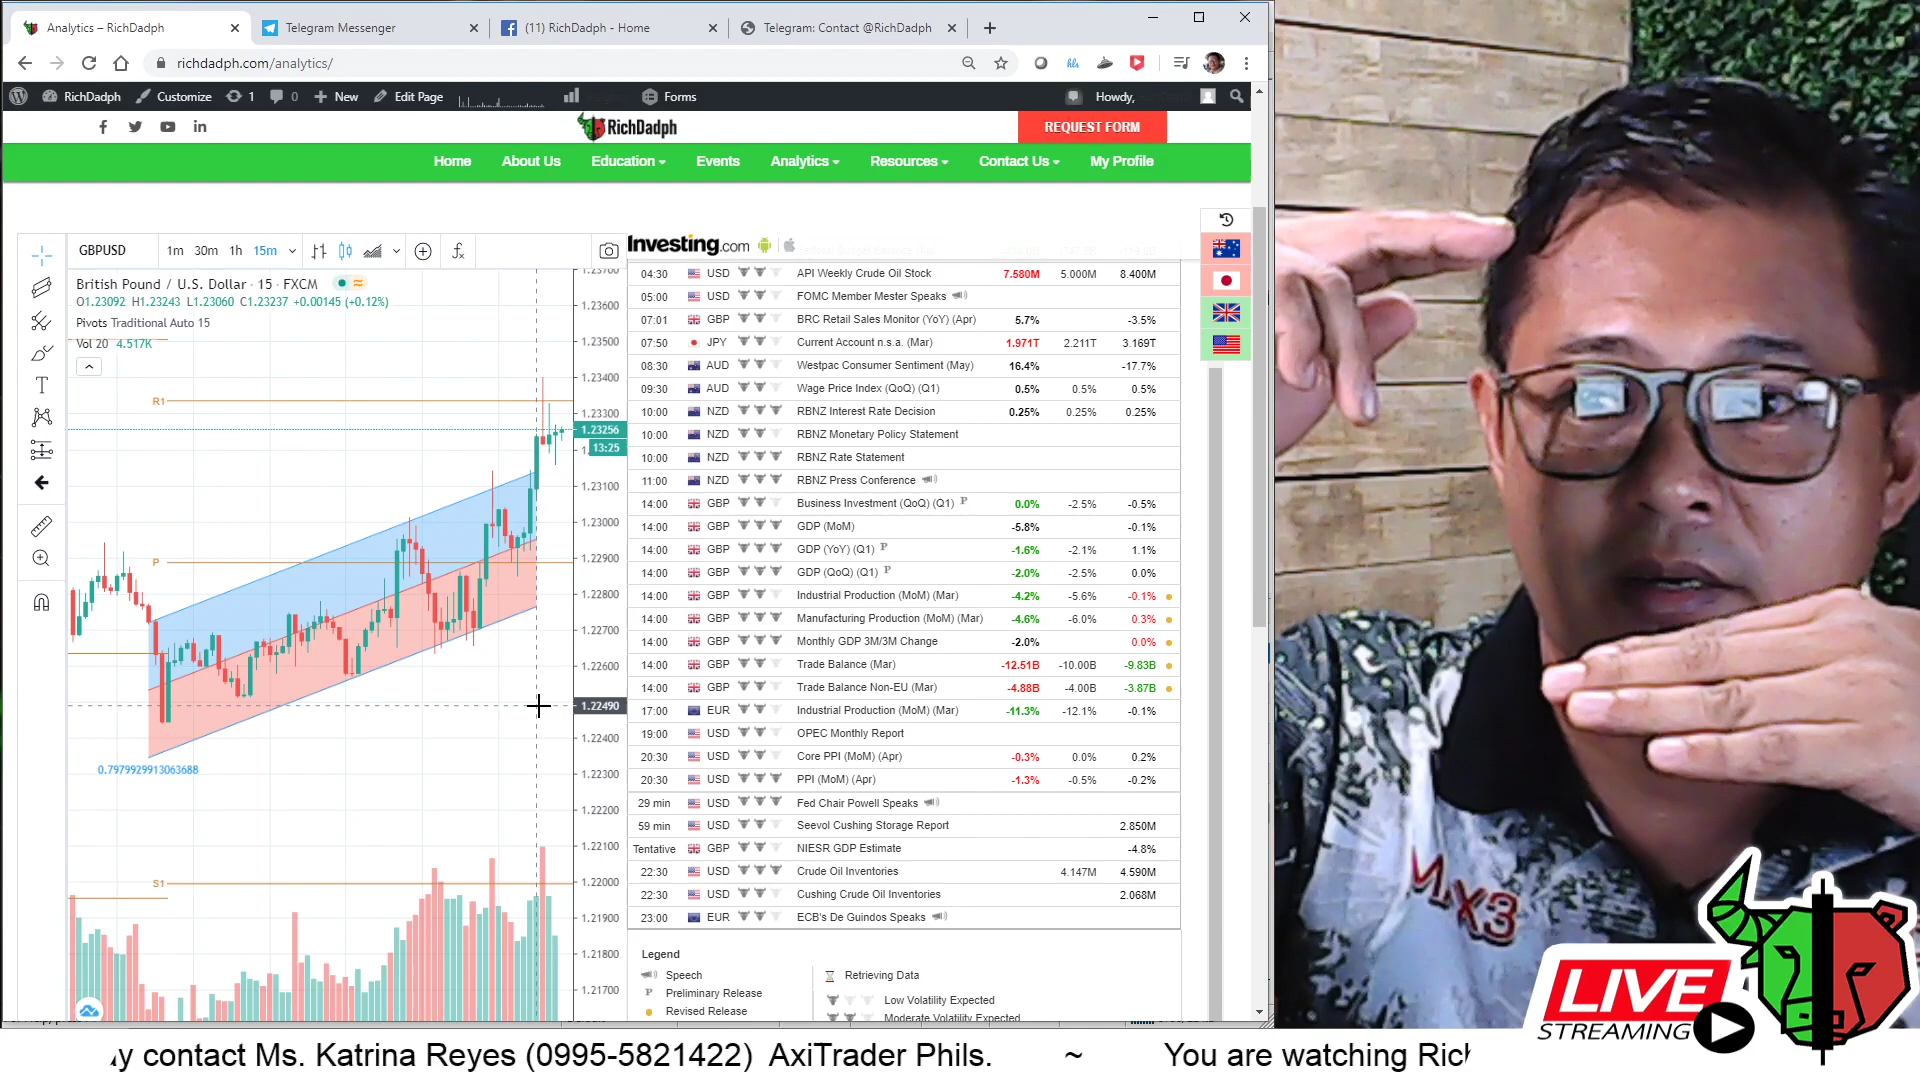 Analytics – RichDadph
Telegram Messenger
(11) RichDadph - Home
Telegram: Contact @RichDadph
richdadph.com/analytics/
RichDadph
Customize
1
0
New
Edit Page
Forms
Howdy,
RichDadph
REQUEST FORM
Home About Us Education Events Analytics Resources Contact Us My Profile
GBPUSD 1m 30m 1h 15m
British Pound / U.S. Dollar · 15 · FXCM
O1.23092 H1.23243 L1.23060 C1.23237 +0.00145 (+0.12%)
Pivots Traditional Auto 15
Vol 20 4.517K
R1
P
S1
0.7979929913063688
1.23600
1.23500
1.23400
1.23300
1.23256
13:25
1.23100
1.23000
1.22900
1.22800
1.22700
1.22600
1.22490
1.22400
1.22300
1.22200
1.22100
1.22000
1.21900
1.21800
1.21700
Investing.com
04:30 USD API Weekly Crude Oil Stock 7.580M 5.000M 8.400M
05:00 USD FOMC Member Mester Speaks
07:01 GBP BRC Retail Sales Monitor (YoY) (Apr) 5.7% -3.5%
07:50 JPY Current Account n.s.a. (Mar) 1.971T 2.211T 3.169T
08:30 AUD Westpac Consumer Sentiment (May) 16.4% -17.7%
09:30 AUD Wage Price Index (QoQ) (Q1) 0.5% 0.5% 0.5%
10:00 NZD RBNZ Interest Rate Decision 0.25% 0.25% 0.25%
10:00 NZD RBNZ Monetary Policy Statement
10:00 NZD RBNZ Rate Statement
11:00 NZD RBNZ Press Conference
14:00 GBP Business Investment (QoQ) (Q1) P 0.0% -2.5% -0.5%
14:00 GBP GDP (MoM) -5.8% -0.1%
14:00 GBP GDP (YoY) (Q1) P -1.6% -2.1% 1.1%
14:00 GBP GDP (QoQ) (Q1) P -2.0% -2.5% 0.0%
14:00 GBP Industrial Production (MoM) (Mar) -4.2% -5.6% -0.1%
14:00 GBP Manufacturing Production (MoM) (Mar) -4.6% -6.0% 0.3%
14:00 GBP Monthly GDP 3M/3M Change -2.0% 0.0%
14:00 GBP Trade Balance (Mar) -12.51B -10.00B -9.83B
14:00 GBP Trade Balance Non-EU (Mar) -4.88B -4.00B -3.87B
17:00 EUR Industrial Production (MoM) (Mar) -11.3% -12.1% -0.1%
19:00 USD OPEC Monthly Report
20:30 USD Core PPI (MoM) (Apr) -0.3% 0.0% 0.2%
20:30 USD PPI (MoM) (Apr) -1.3% -0.5% -0.2%
29 min USD Fed Chair Powell Speaks
59 min USD Seevol Cushing Storage Report 2.850M
Tentative GBP NIESR GDP Estimate -4.8%
22:30 USD Crude Oil Inventories 4.147M 4.590M
22:30 USD Cushing Crude Oil Inventories 2.068M
23:00 EUR ECB's De Guindos Speaks
Legend
Speech
P Preliminary Release
Revised Release
Retrieving Data
Low Volatility Expected
Moderate Volatility Expected
MX3
LIVE
STREAMING
y contact Ms. Katrina Reyes (0995-5821422) AxiTrader Phils. ~ You are watching Rich